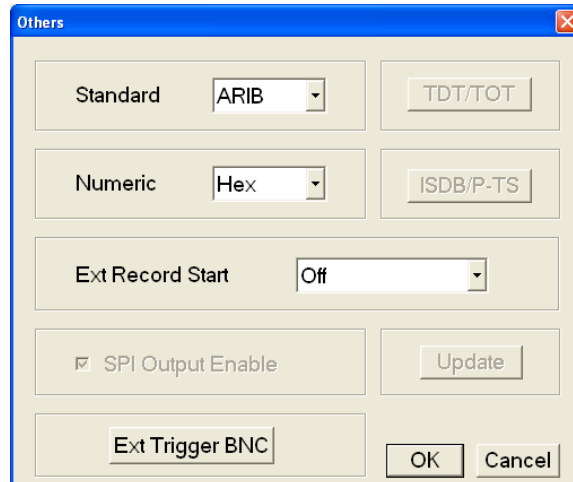 Others
Standard ARIB TDT/TOT
Numeric Hex ISDB/P-TS
Ext Record Start Off
SPI Output Enable Update
Ext Trigger BNC OK Cancel